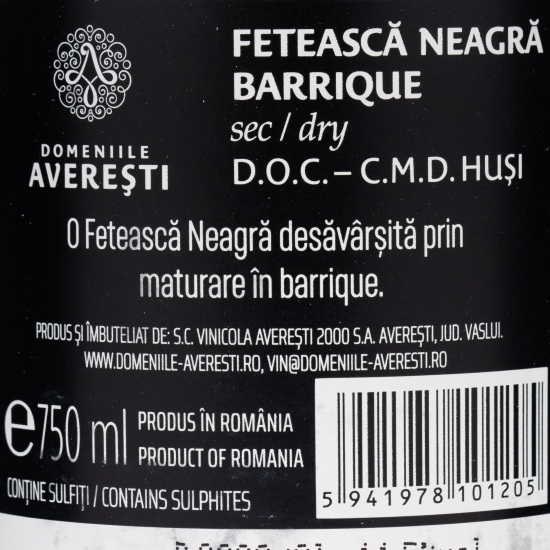 FETEASCĂ NEAGRĂ
BARRIQUE
sec / dry
D.O.C. – C.M.D. HUȘI
DOMENIILE
AVEREȘTI
O Fetească Neagră desăvârșită prin
maturare în barrique.
PRODUS ȘI ÎMBUTELIAT DE: S.C. VINICOLA AVEREȘTI 2000 S.A. AVEREȘTI, JUD. VASLUI.
WWW.DOMENIILE-AVERESTI.RO, VIN@DOMENIILE-AVERESTI.RO
e 750 ml
PRODUS ÎN ROMÂNIA
PRODUCT OF ROMANIA
CONȚINE SULFIȚI / CONTAINS SULPHITES
5 941978 101205